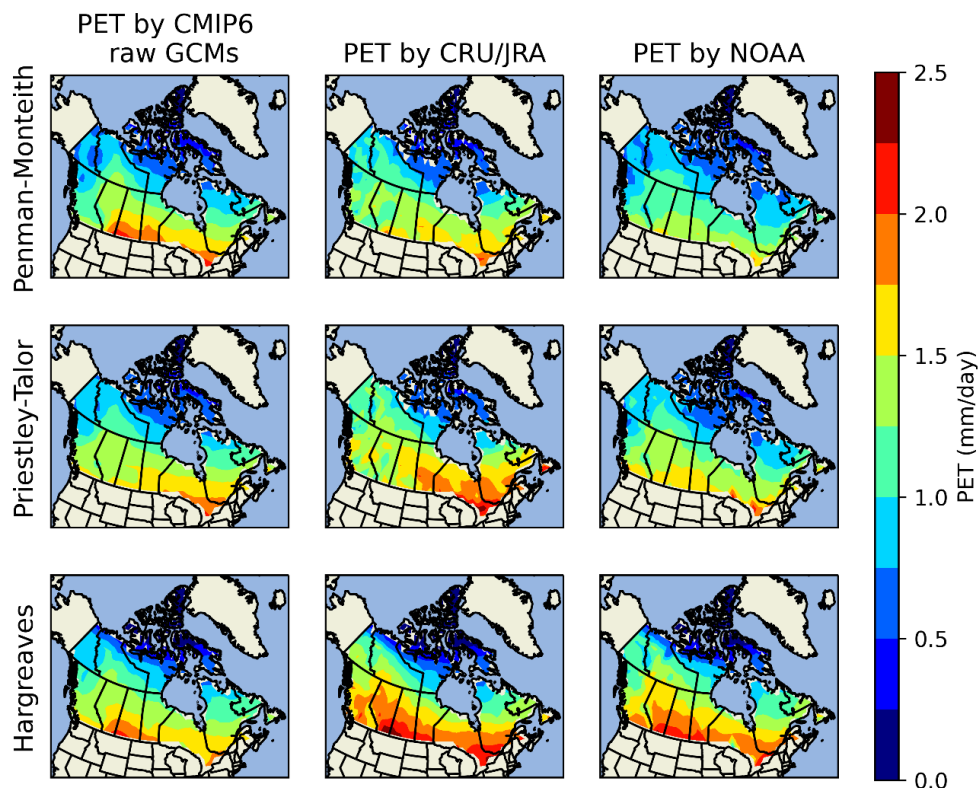 PET by CMIP6
raw GCMs
PET by CRU/JRA
PET by NOAA
Penman-Monteith
Priestley-Talor
Hargreaves
2.5
2.0
1.5
1.0
0.5
0.0
PET (mm/day)